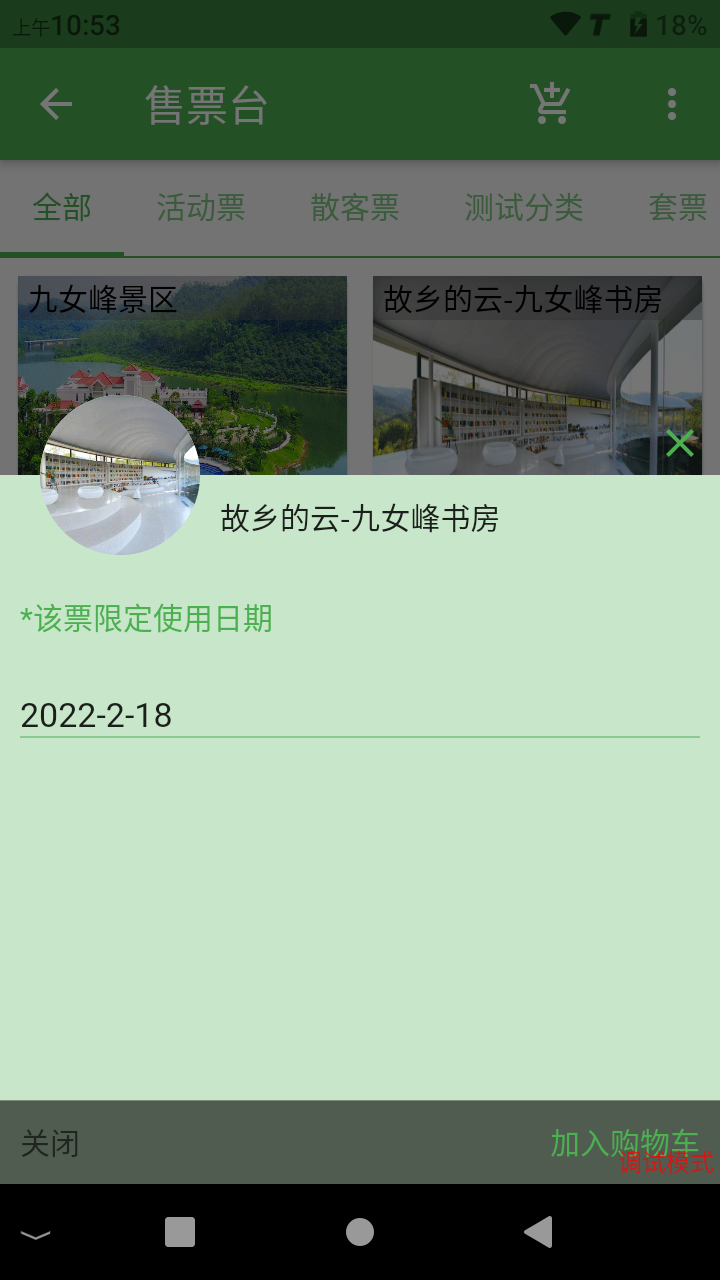 上午10:53
18%
售票台
全部
活动票
散客票
测试分类
套票
九女峰景区
故乡的云-九女峰书房
故乡的云-九女峰书房
*该票限定使用日期
2022-2-18
关闭
加入购物车
调试模式